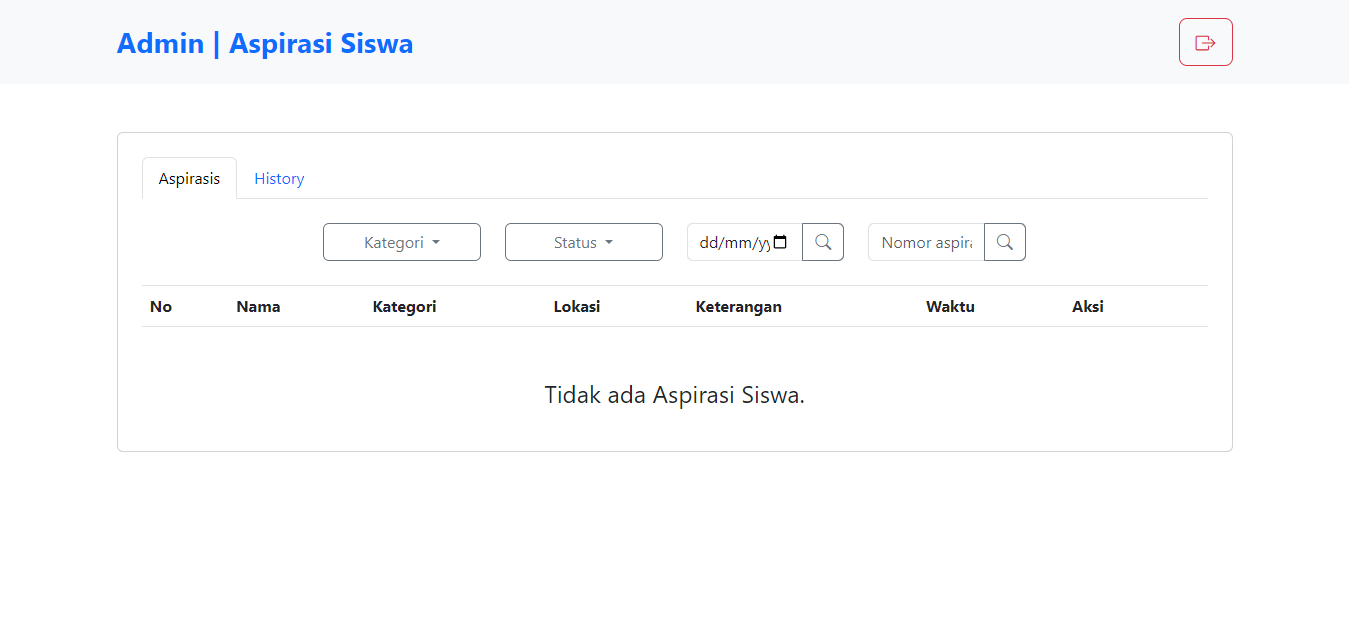 Admin | Aspirasi Siswa
Aspirasis History
Kategori Status dd/mm/yy Nomor aspira
No Nama Kategori Lokasi Keterangan Waktu Aksi
Tidak ada Aspirasi Siswa.